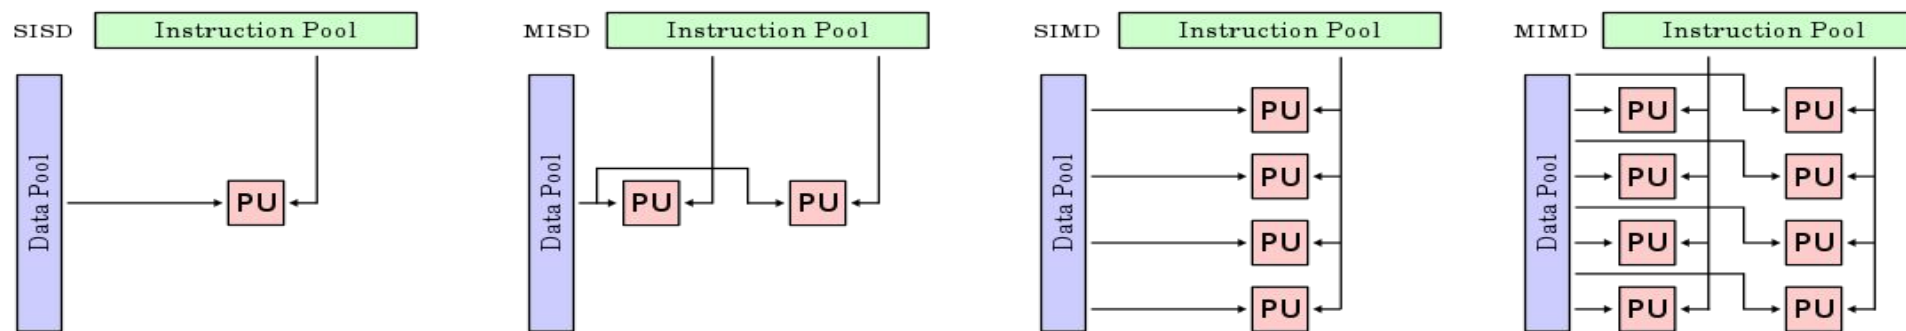 SISD Instruction Pool
Data Pool
PU
MISD Instruction Pool
Data Pool
PU PU
SIMD Instruction Pool
Data Pool
PU
PU
PU
PU
MIMD Instruction Pool
Data Pool
PU PU
PU PU
PU PU
PU PU